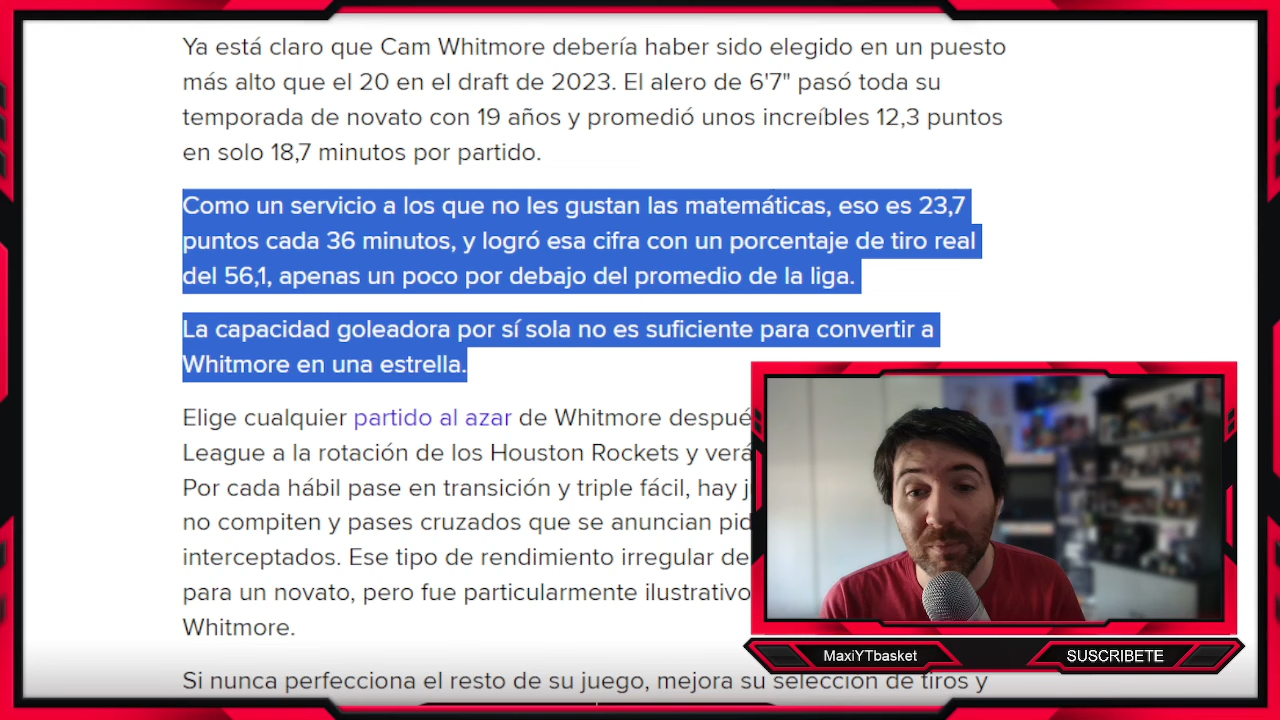 Ya está claro que Cam Whitmore debería haber sido elegido en un puesto
más alto que el 20 en el draft de 2023. El alero de 6'7" pasó toda su
temporada de novato con 19 años y promedió unos increíbles 12,3 puntos
en solo 18,7 minutos por partido.
Como un servicio a los que no les gustan las matemáticas, eso es 23,7
puntos cada 36 minutos, y logró esa cifra con un porcentaje de tiro real
del 56,1, apenas un poco por debajo del promedio de la liga.
La capacidad goleadora por sí sola no es suficiente para convertir a
Whitmore en una estrella.
Elige cualquier partido al azar de Whitmore despué
League a la rotación de los Houston Rockets y verá
Por cada hábil pase en transición y triple fácil, hay
no compiten y pases cruzados que se anuncian
interceptados. Ese tipo de rendimiento irregular
para un novato, pero fue particularmente ilustrativo
Whitmore.
Si nunca perfecciona el resto de su juego, mejora su selección de tiros y
MaxiYTbasket
SUSCRIBETE